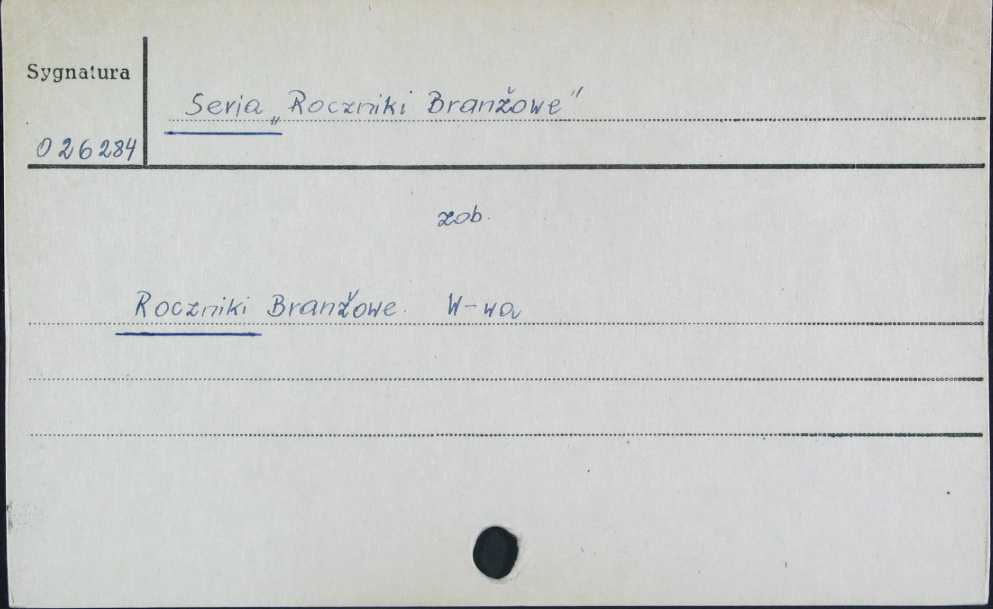 Sygnatura
Seria „Roczniki Branżowe"
026284
zob.
Roczniki Branżowe. W-wa